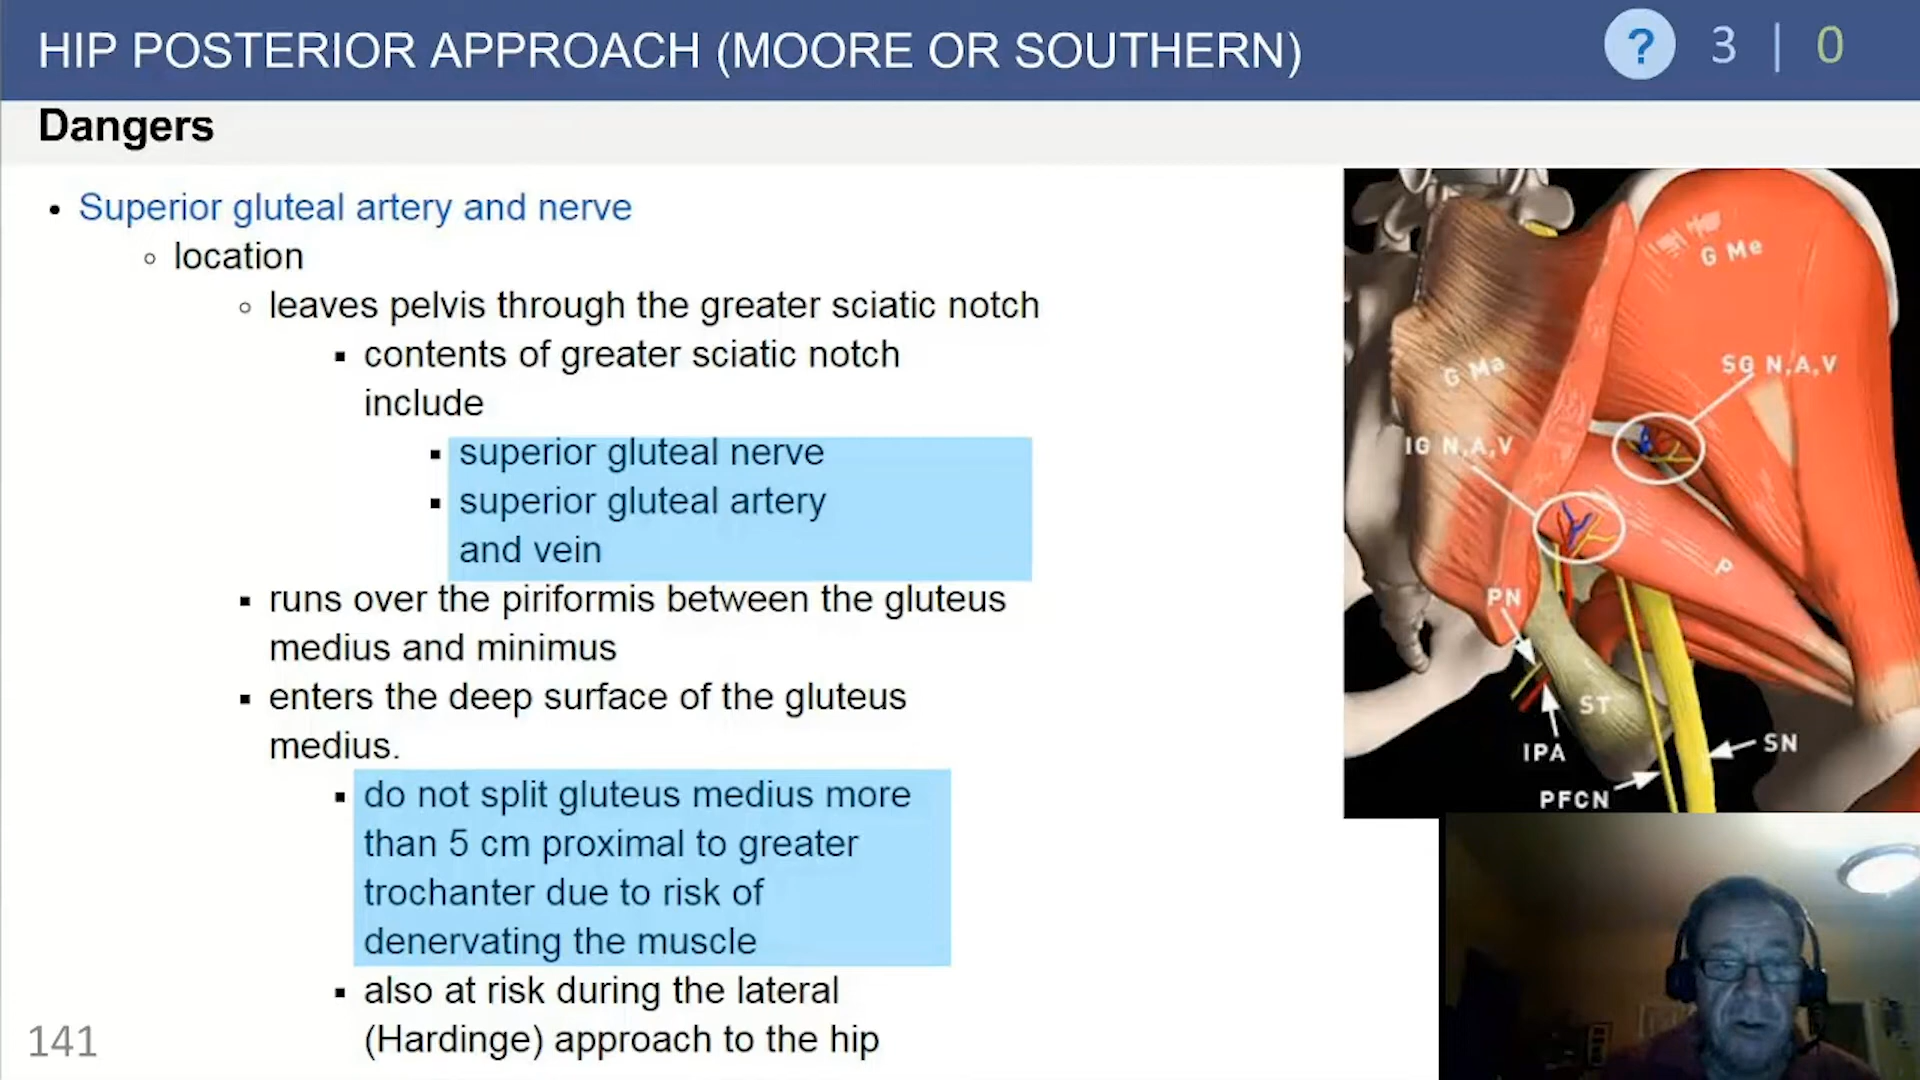 HIP POSTERIOR APPROACH (MOORE OR SOUTHERN)
? 3 | 0
Dangers
Superior gluteal artery and nerve
location
leaves pelvis through the greater sciatic notch
contents of greater sciatic notch
include
superior gluteal nerve
superior gluteal artery
and vein
runs over the piriformis between the gluteus
medius and minimus
enters the deep surface of the gluteus
medius.
do not split gluteus medius more
than 5 cm proximal to greater
trochanter due to risk of
denervating the muscle
also at risk during the lateral
(Hardinge) approach to the hip
141
G Me
SG N,A,V
G Ma
IG N,A,V
P
PN
ST
IPA
SN
PFCN